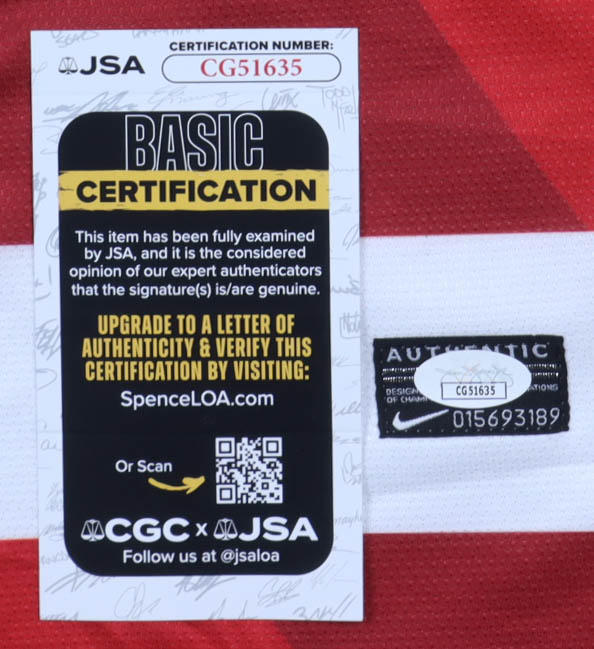 JSA
CERTIFICATION NUMBER:
CG51635
BASIC
CERTIFICATION
This item has been fully examined
by JSA, and it is the considered
opinion of our expert authenticators
that the signature(s) is/are genuine.
UPGRADE TO A LETTER OF
AUTHENTICITY & VERIFY THIS
CERTIFICATION BY VISITING:
SpenceLOA.com
Or Scan
CGC x JSA
Follow us at @jsaloa
AUTHENTIC
CG51635
015693189